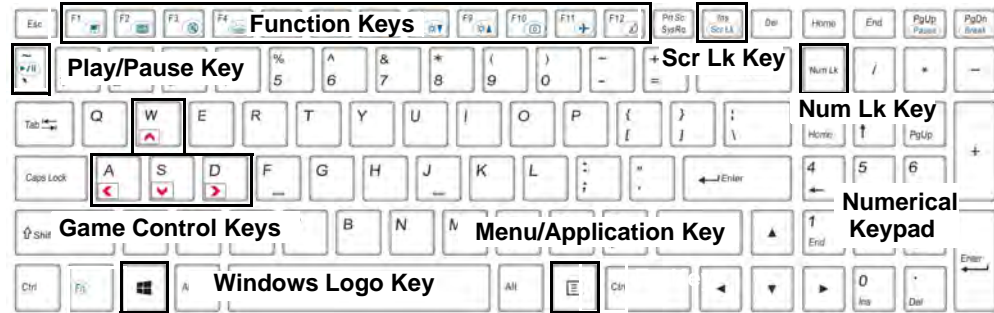 Esc F1 F2 F3 F4 Function Keys F9 F10 F11 F12 Prt Sc SysRq Ins Scr Lk Del Home End PgUp Pause PgDn Break
~ ` Play/Pause Key % 5 ^ 6 & 7 * 8 ( 9 ) 0 _ - + = Scr Lk Key Num Lk / * -
Num Lk Key
Tab Q W E R T Y U I O P { [ } ] | \ Home PgUp +
Caps Lock A S D F G H J K L : ; " ' Enter 4 5 6
Numerical
Keypad
Shift Game Control Keys B N M Menu/Application Key 1 End
Ctrl Fn Windows Logo Key Alt Ctrl 0 Ins . Del Enter